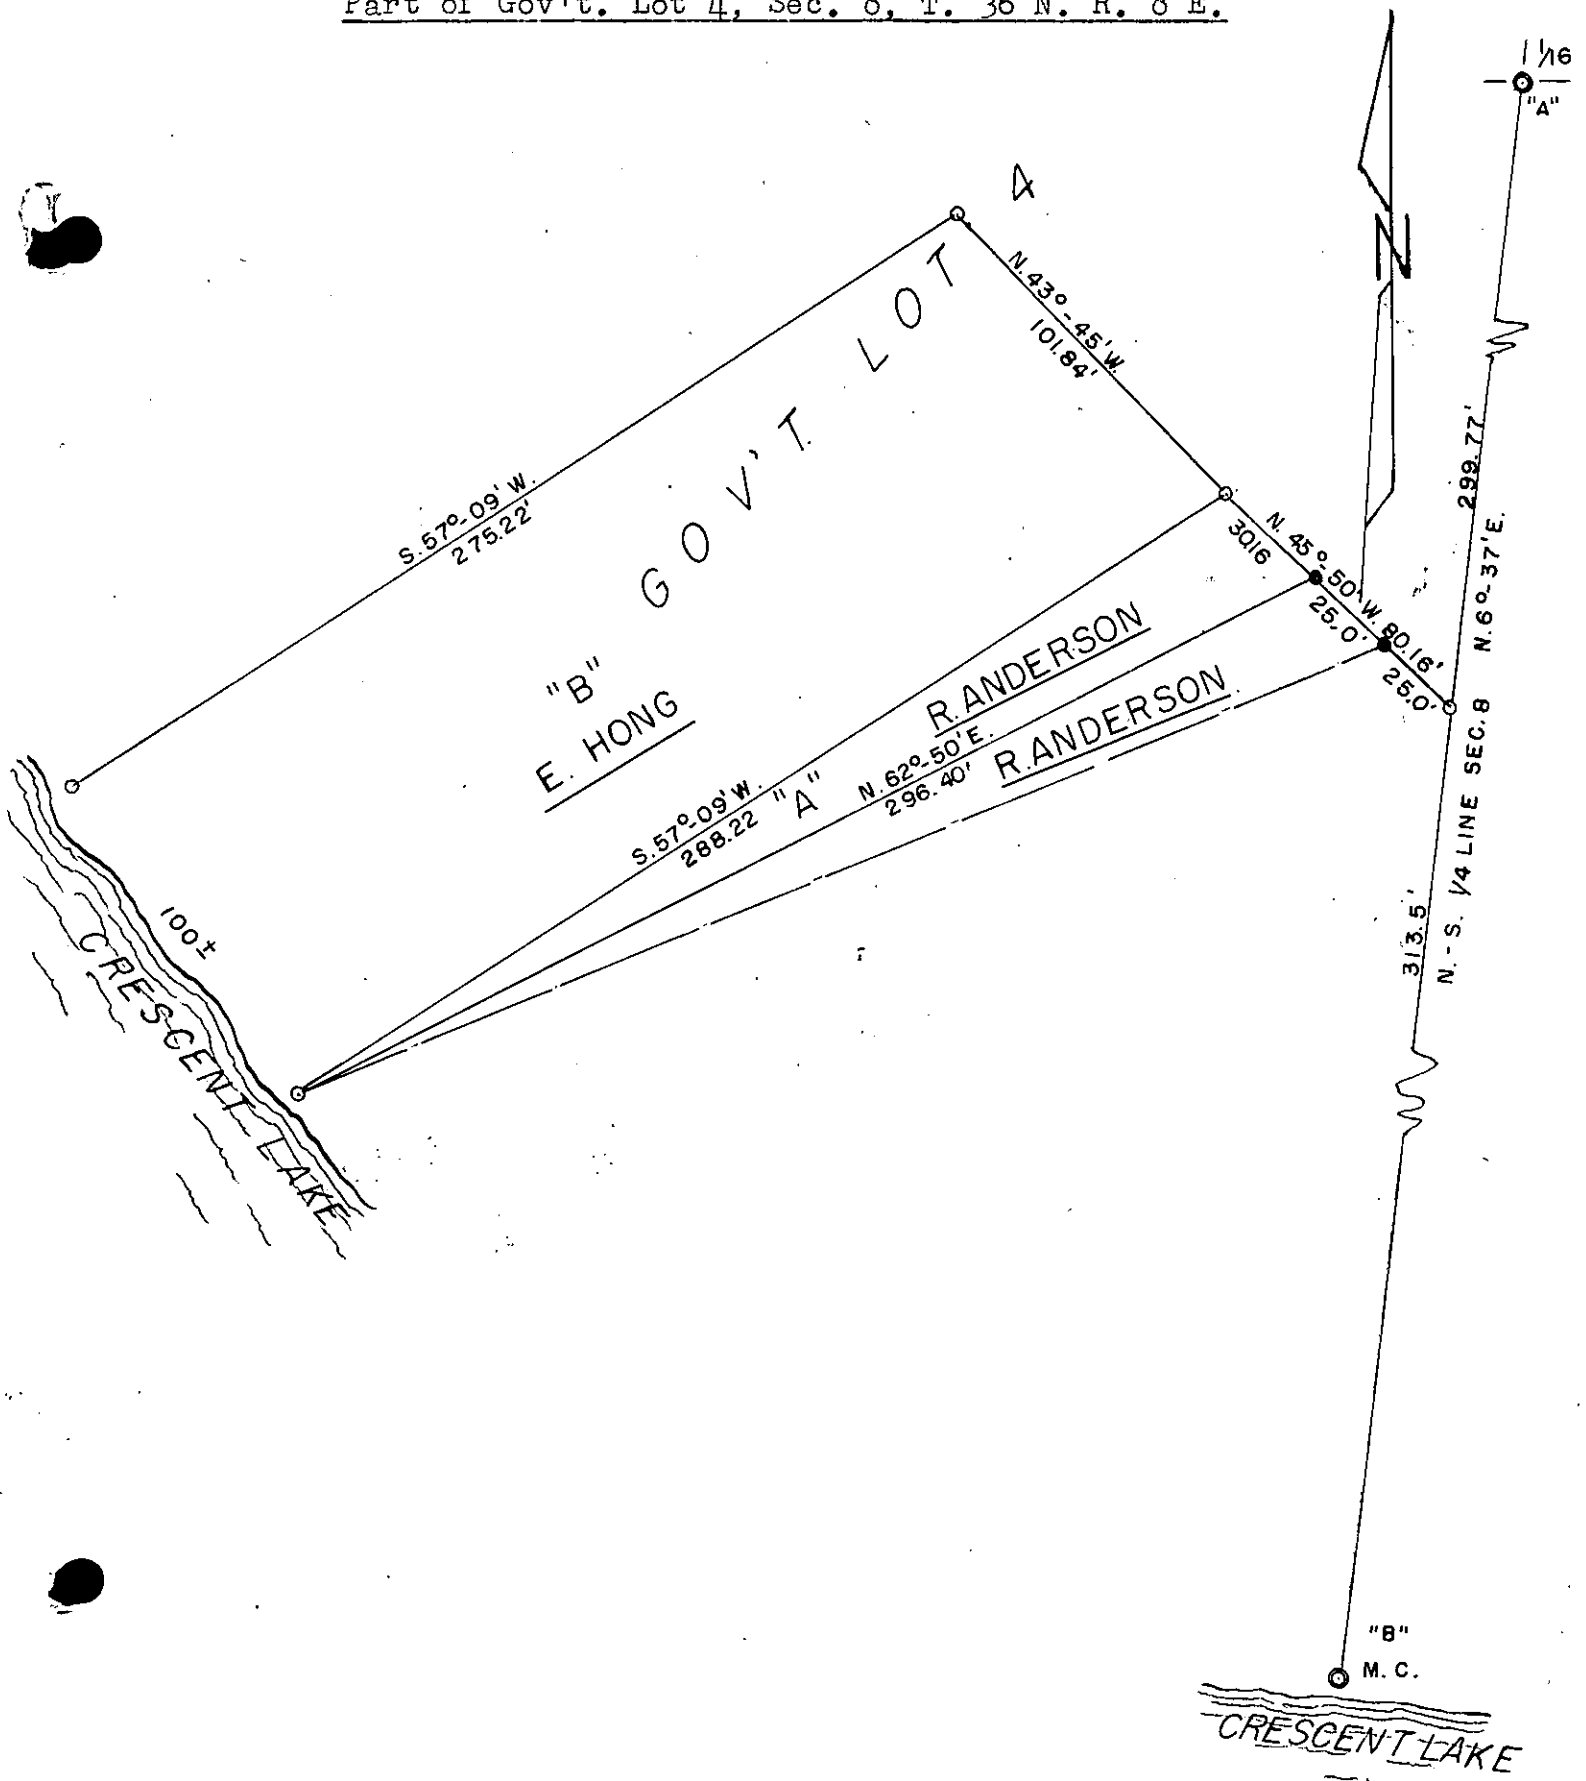 Part of Gov't. Lot 4, Sec. 8, T. 36 N. R. 8 E.
1/16
"A"
4
GOV'T. LOT
N. 43°-45' W.
101.84'
S. 57°-09' W.
275.22'
N
299.77'
N. 6°-37' E.
N. 45°-50' W. 80.16'
30.16
25.0'
25.0'
"B"
E. HONG
R. ANDERSON
N. 62°-50' E.
296.40'
R. ANDERSON
S. 57°-09' W.
288.22
"A"
313.5'
N.-S. 1/4 LINE SEC. 8
100±
CRESCENT LAKE
"B"
M. C.
CRESCENT LAKE